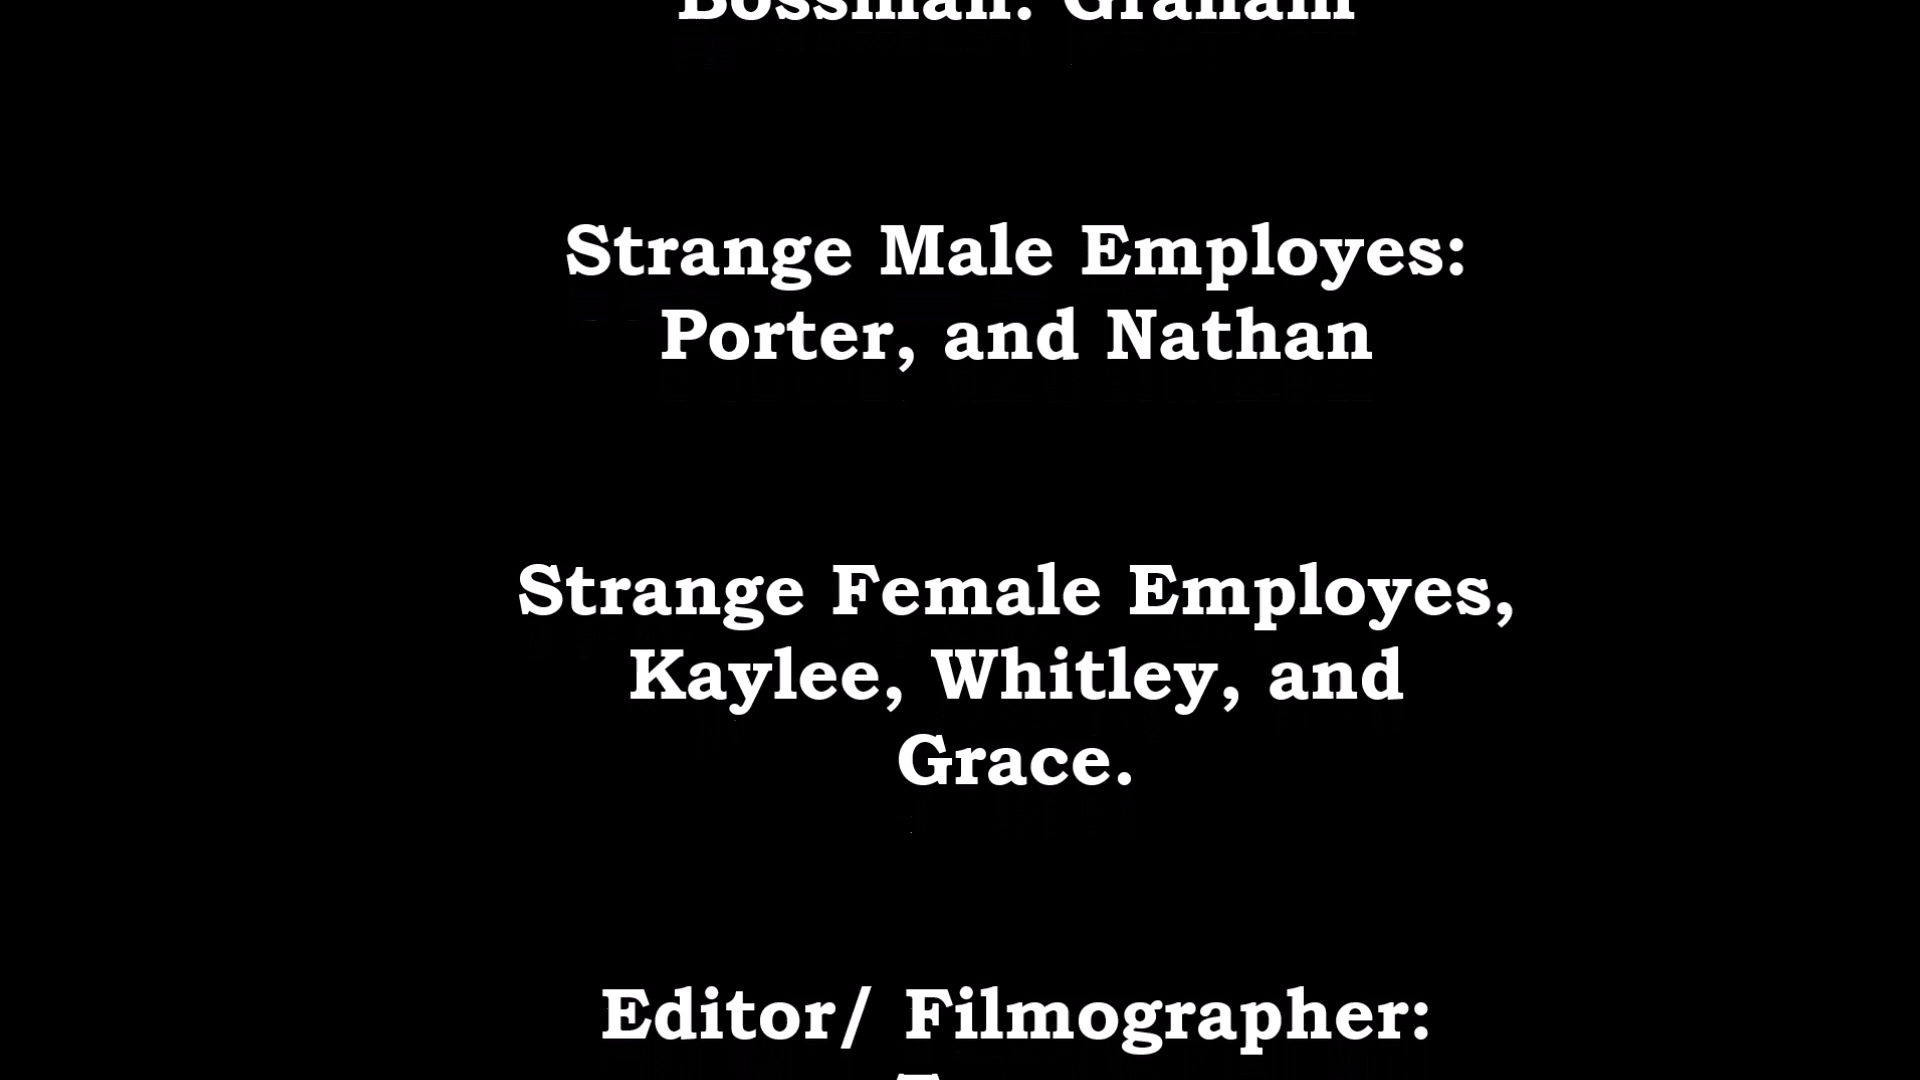 Bossman: Graham
Strange Male Employes:
Porter, and Nathan
Strange Female Employes,
Kaylee, Whitley, and
Grace.
Editor/ Filmographer: